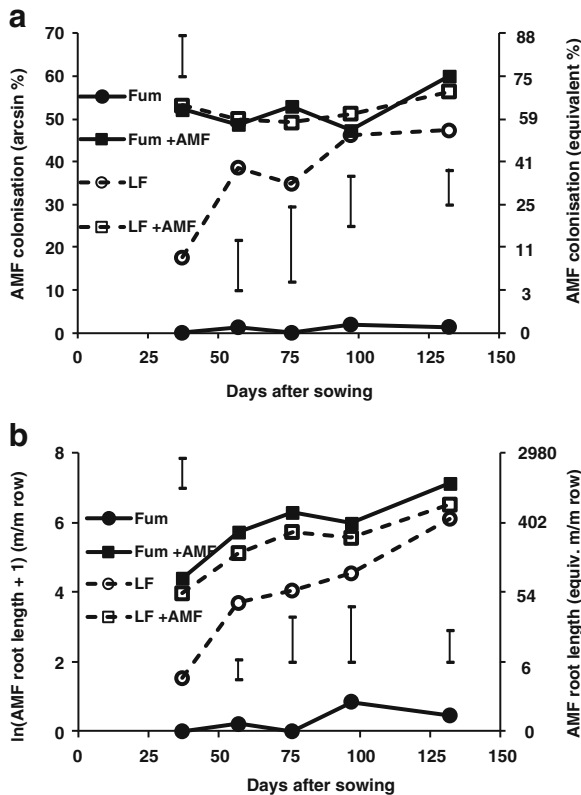 a
AMF colonisation (arcsin %)
70
60
50
40
30
20
10
0
Fum
Fum +AMF
LF
LF +AMF
88
75
59
41
25
11
3
0
AMF colonisation (equivalent %)
0 25 50 75 100 125 150
Days after sowing
b
ln(AMF root length + 1) (m/m row)
8
6
4
2
0
Fum
Fum +AMF
LF
LF +AMF
2980
402
54
6
0
AMF root length (equiv. m/m row)
0 25 50 75 100 125 150
Days after sowing